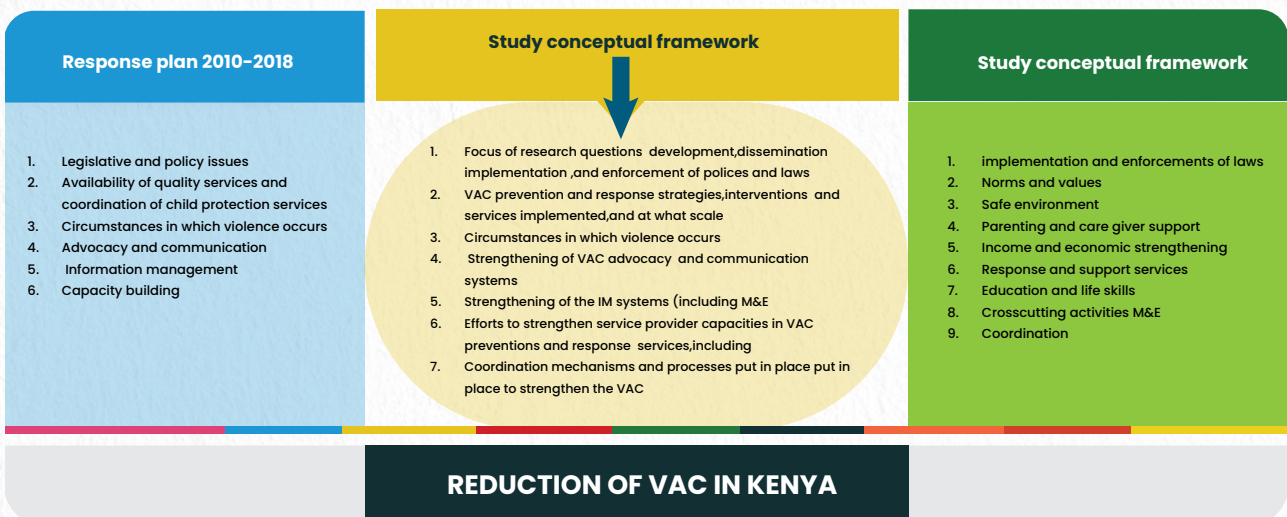 Response plan 2010-2018
1. Legislative and policy issues
2. Availability of quality services and
coordination of child protection services
3. Circumstances in which violence occurs
4. Advocacy and communication
5. Information management
6. Capacity building
Study conceptual framework
1. Focus of research questions development,dissemination
implementation ,and enforcement of polices and laws
2. VAC prevention and response strategies,interventions and
services implemented,and at what scale
3. Circumstances in which violence occurs
4. Strengthening of VAC advocacy and communication
systems
5. Strengthening of the IM systems (including M&E
6. Efforts to strengthen service provider capacities in VAC
preventions and response services,including
7. Coordination mechanisms and processes put in place put in
place to strengthen the VAC
Study conceptual framework
1. implementation and enforcements of laws
2. Norms and values
3. Safe environment
4. Parenting and care giver support
5. Income and economic strengthening
6. Response and support services
7. Education and life skills
8. Crosscutting activities M&E
9. Coordination
REDUCTION OF VAC IN KENYA